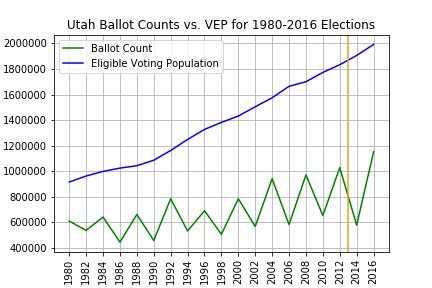 Utah Ballot Counts vs. VEP for 1980-2016 Elections
Ballot Count
Eligible Voting Population
2000000
1800000
1600000
1400000
1200000
1000000
800000
600000
400000
1980 1982 1984 1986 1988 1990 1992 1994 1996 1998 2000 2002 2004 2006 2008 2010 2012 2014 2016